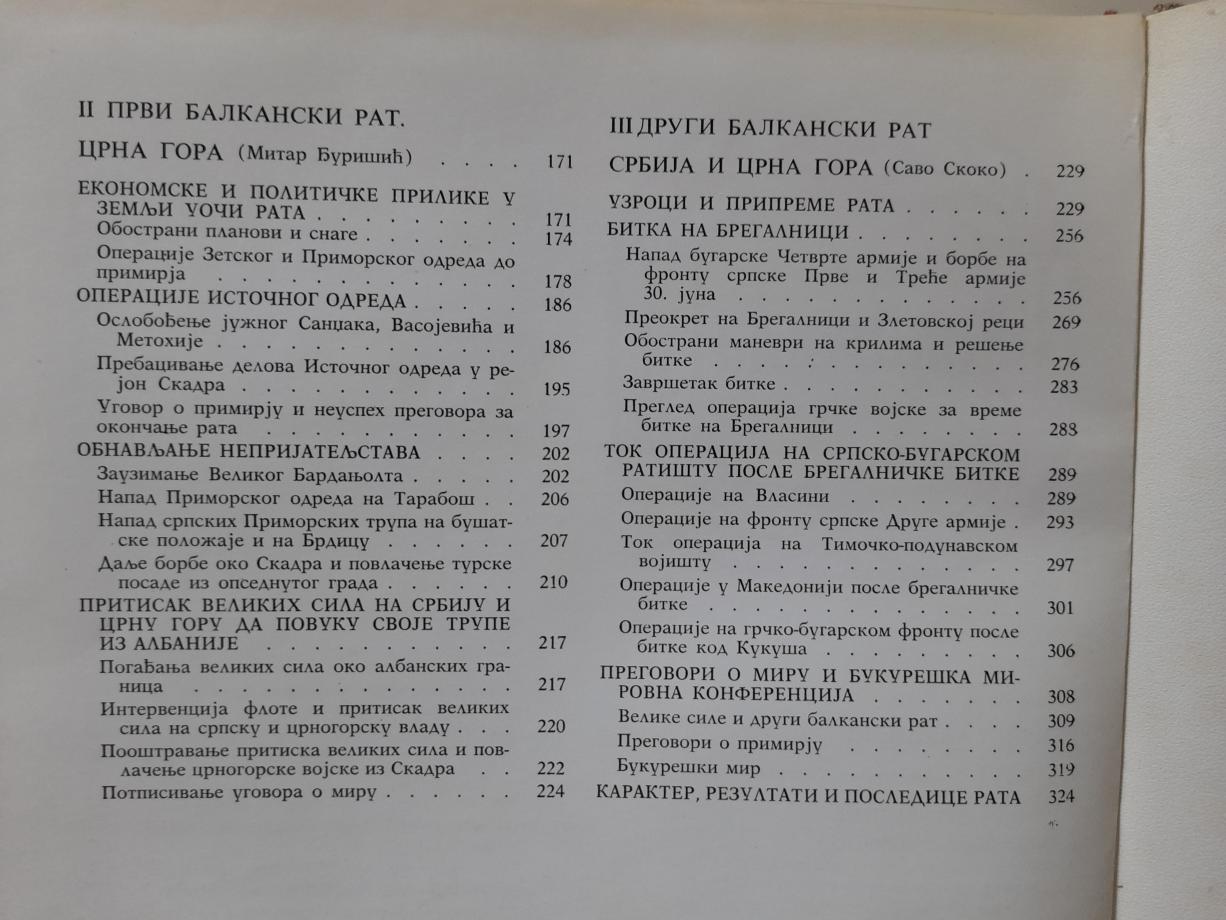 II ПРВИ БАЛКАНСКИ РАТ.
ЦРНА ГОРА (Митар Ђуришић) . . . . 171
ЕКОНОМСКЕ И ПОЛИТИЧКЕ ПРИЛИКЕ У
ЗЕМЉИ УОЧИ РАТА . . . . . . . . . 171
Обострани планови и снаге . . . . . . . 174
Операције Зетског и Приморског одреда до
примирја . . . . . . . . . . . . . 178
ОПЕРАЦИЈЕ ИСТОЧНОГ ОДРЕДА . . . . . 186
Ослобођење јужног Санџака, Васојевића и
Метохије . . . . . . . . . . . . . 186
Пребацивање делова Источног одреда у ре-
јон Скадра . . . . . . . . . . . . 195
Уговор о примирју и неуспех преговора за
окончање рата . . . . . . . . . . . 197
ОБНАВЉАЊЕ НЕПРИЈАТЕЉСТАВА . . . . 202
Заузимање Великог Бардањолта . . . . . 202
Напад Приморског одреда на Тарабош . . 206
Напад српских Приморских трупа на бушат-
ске положаје и на Брдицу . . . . . . 207
Даље борбе око Скадра и повлачење турске
посаде из опседнутог града . . . . . . 210
ПРИТИСАК ВЕЛИКИХ СИЛА НА СРБИЈУ И
ЦРНУ ГОРУ ДА ПОВУКУ СВОЈЕ ТРУПЕ
ИЗ АЛБАНИЈЕ . . . . . . . . . . . 217
Погађања великих сила око албанских гра-
ница . . . . . . . . . . . . . . 217
Интервенција флоте и притисак великих
сила на српску и црногорску владу . . . 220
Пооштравање притиска великих сила и пов-
лачење црногорске војске из Скадра . . 222
Потписивање уговора о миру . . . . . . 224
III ДРУГИ БАЛКАНСКИ РАТ
СРБИЈА И ЦРНА ГОРА (Саво Скоко) . 229
УЗРОЦИ И ПРИПРЕМЕ РАТА . . . . . . 229
БИТКА НА БРЕГАЛНИЦИ . . . . . . . . 256
Напад бугарске Четврте армије и борбе на
фронту српске Прве и Треће армије
30. јуна . . . . . . . . . . . . . 256
Преокрет на Брегалници и Злетовској реци 269
Обострани маневри на крилима и решење
битке . . . . . . . . . . . . . . 276
Завршетак битке . . . . . . . . . . . 283
Преглед операција грчке војске за време
битке на Брегалници . . . . . . . . 288
ТОК ОПЕРАЦИЈА НА СРПСКО-БУГАРСКОМ
РАТИШТУ ПОСЛЕ БРЕГАЛНИЧКЕ БИТКЕ 289
Операције на Власини . . . . . . . . 289
Операције на фронту српске Друге армије . 293
Ток операција на Тимочко-подунавском
војишту . . . . . . . . . . . . . 297
Операције у Македонији после брегалничке
битке . . . . . . . . . . . . . . 301
Операције на грчко-бугарском фронту после
битке код Кукуша . . . . . . . . . 306
ПРЕГОВОРИ О МИРУ И БУКУРЕШКА МИ-
РОВНА КОНФЕРЕНЦИЈА . . . . . . . 308
Велике силе и други балкански рат . . . . 309
Преговори о примирју . . . . . . . . 316
Букурешки мир . . . . . . . . . . . 319
КАРАКТЕР, РЕЗУЛТАТИ И ПОСЛЕДИЦЕ РАТА 324